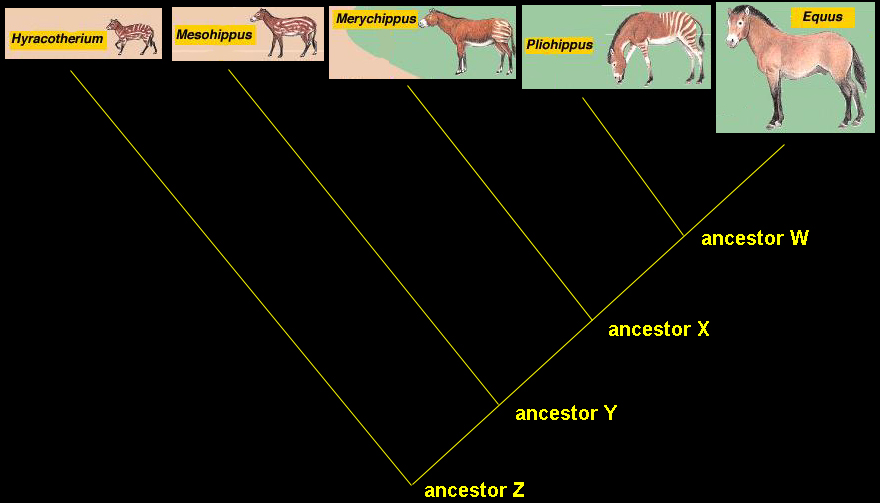 Hyracotherium
Mesohippus
Merychippus
Pliohippus
Equus
ancestor W
ancestor X
ancestor Y
ancestor Z